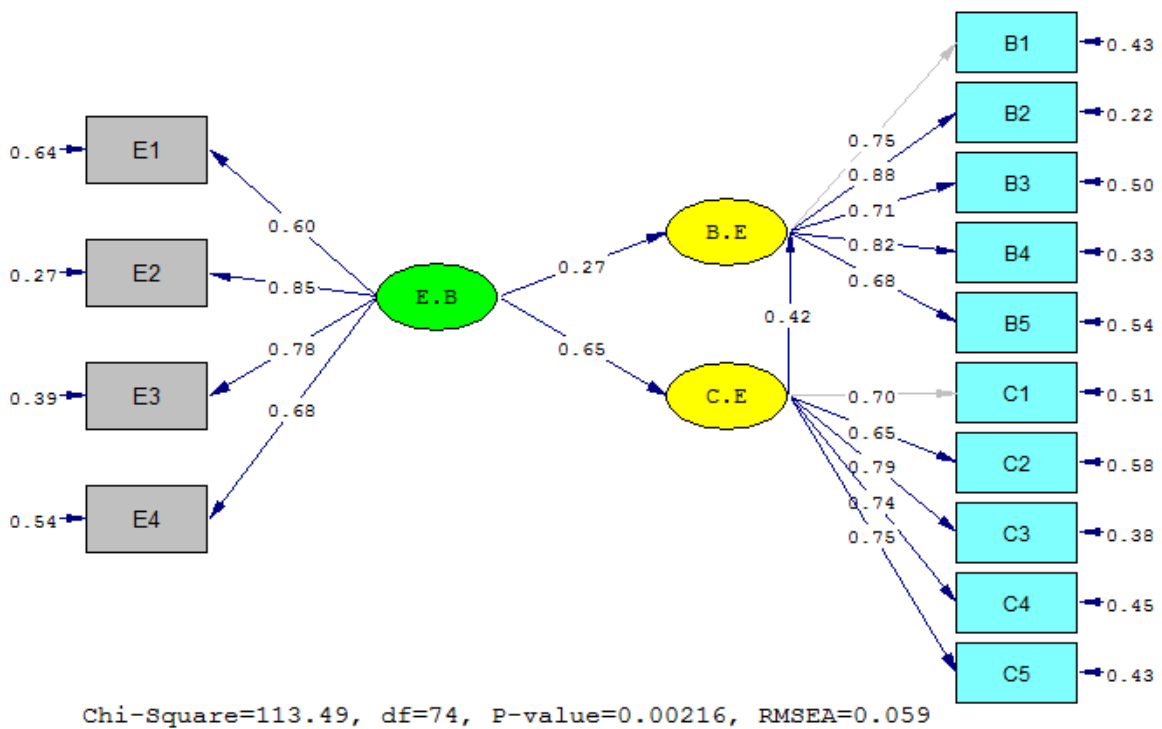 0.64
E1
0.27
E2
0.39
E3
0.54
E4
0.60
0.85
0.78
0.68
E.B
0.27
0.65
B.E
0.42
C.E
0.75
0.88
0.71
0.82
0.68
0.70
0.65
0.79
0.74
0.75
B1
0.43
B2
0.22
B3
0.50
B4
0.33
B5
0.54
C1
0.51
C2
0.58
C3
0.38
C4
0.45
C5
0.43
Chi-Square=113.49, df=74, P-value=0.00216, RMSEA=0.059